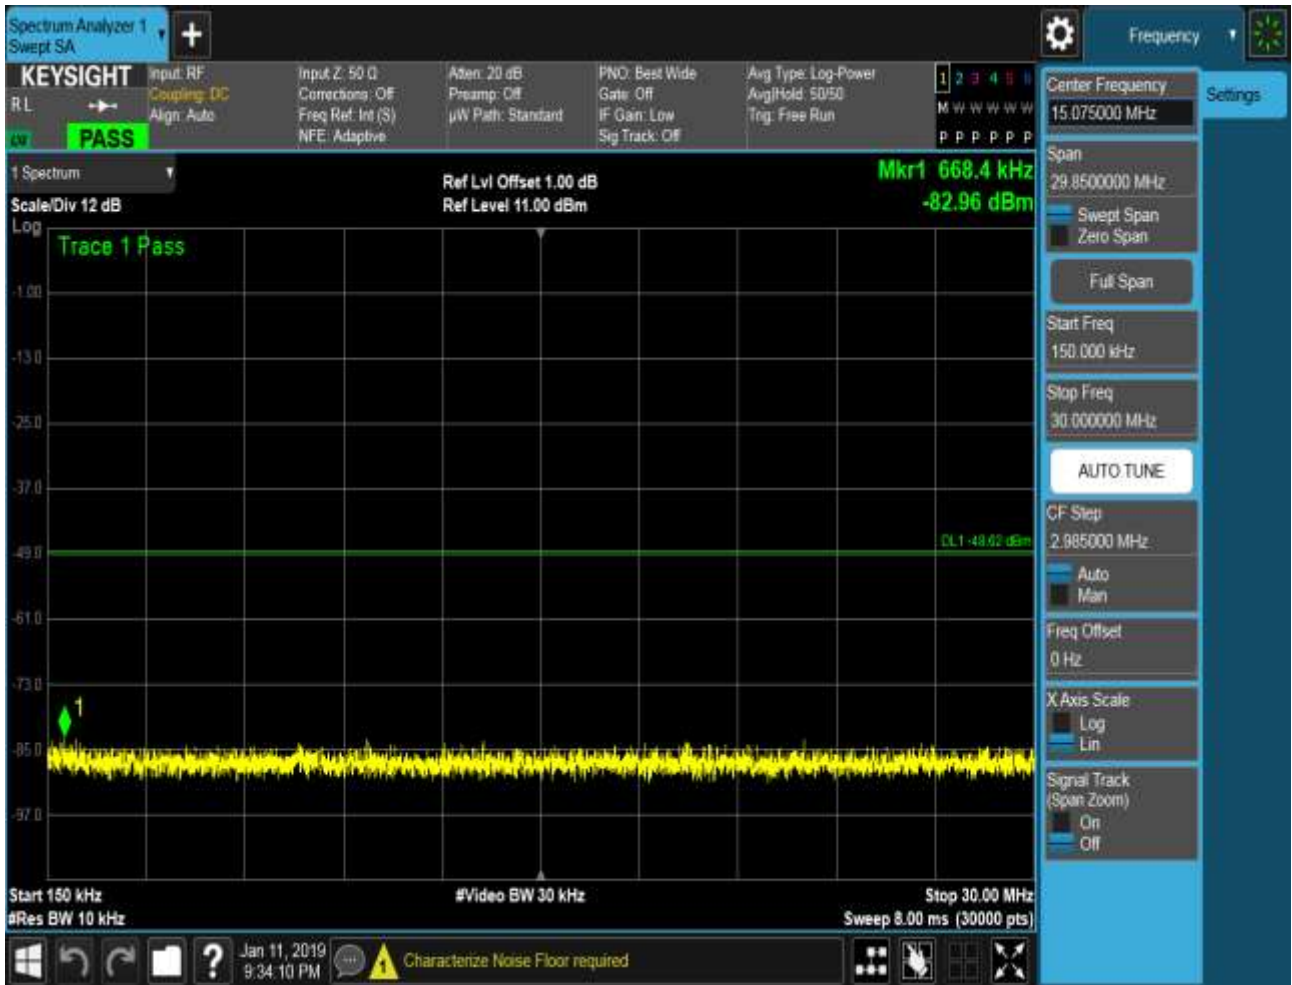 Spectrum Analyzer 1
Swept SA
Frequency
KEYSIGHT
R L
PASS
Input: RF
Coupling: DC
Align: Auto
Input Z: 50 Ω
Corrections: Off
Freq Ref: Int (S)
NFE: Adaptive
Atten: 20 dB
Preamp: Off
µW Path: Standard
PNO: Best Wide
Gate: Off
IF Gain: Low
Sig Track: Off
Avg Type: Log-Power
Avg|Hold: 50/50
Trig: Free Run
1 2 3 4 5 6
M W W W W W
P P P P P P
1 Spectrum
Scale/Div 12 dB
Ref Lvl Offset 1.00 dB
Ref Level 11.00 dBm
Mkr1 668.4 kHz
-82.96 dBm
Log
Trace 1 Pass
-1.00
-13.0
-25.0
-37.0
-49.0
DL1 -48.62 dBm
-61.0
-73.0
1
-85.0
-97.0
Start 150 kHz
#Video BW 30 kHz
Stop 30.00 MHz
#Res BW 10 kHz
Sweep 8.00 ms (30000 pts)
Center Frequency
15.075000 MHz
Settings
Span
29.8500000 MHz
Swept Span
Zero Span
Full Span
Start Freq
150.000 kHz
Stop Freq
30.000000 MHz
AUTO TUNE
CF Step
2.985000 MHz
Auto
Man
Freq Offset
0 Hz
X Axis Scale
Log
Lin
Signal Track
(Span Zoom)
On
Off
?
Jan 11, 2019
9:34:10 PM
1
Characterize Noise Floor required